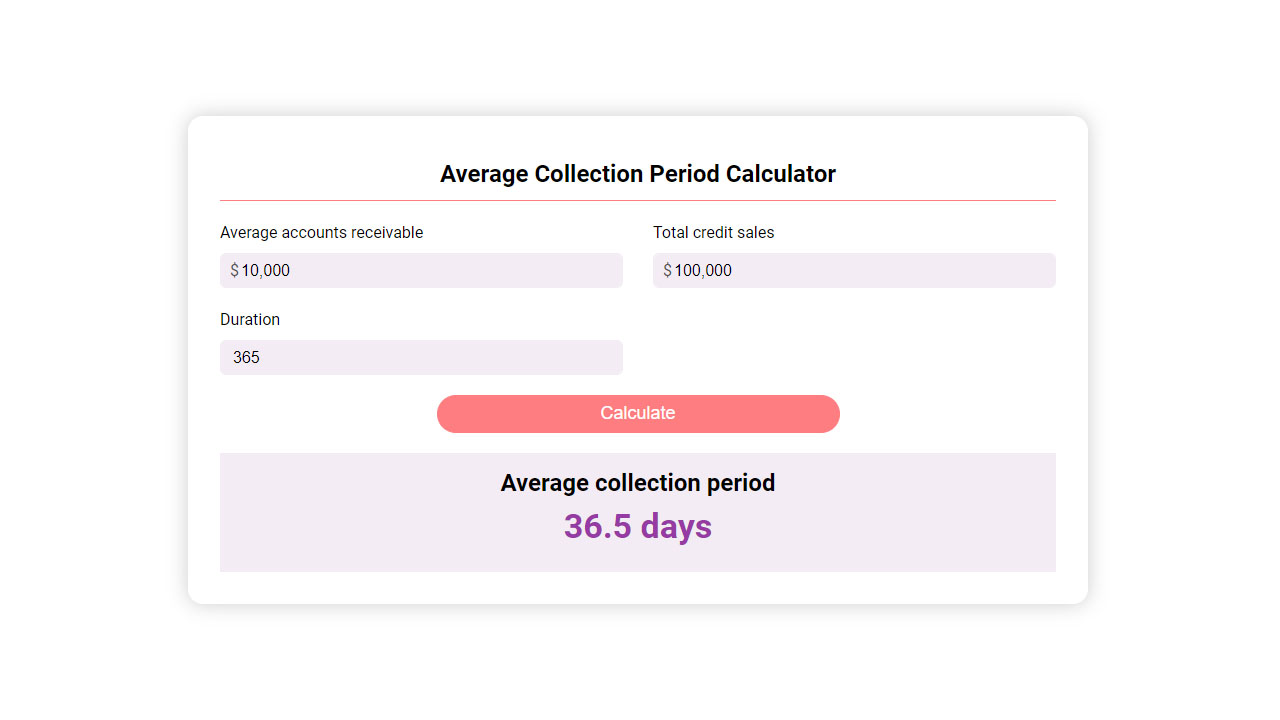 Average Collection Period Calculator
Average accounts receivable
Total credit sales
$10,000
$100,000
Duration
365
Calculate
Average collection period
36.5 days